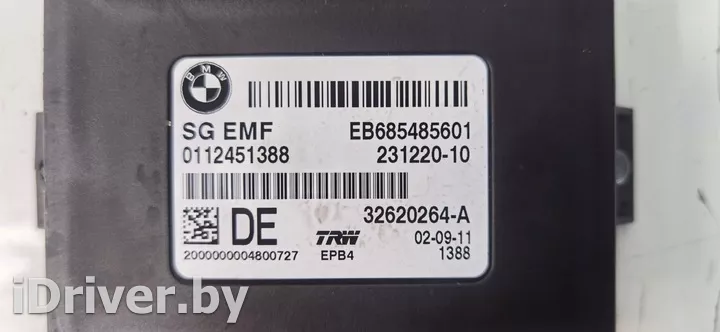 BMW
SG EMF EB685485601
0112451388 231220-10
32620264-A
DE TRW 02-09-11
2000000004800727 EPB4 1388
iDriver.by